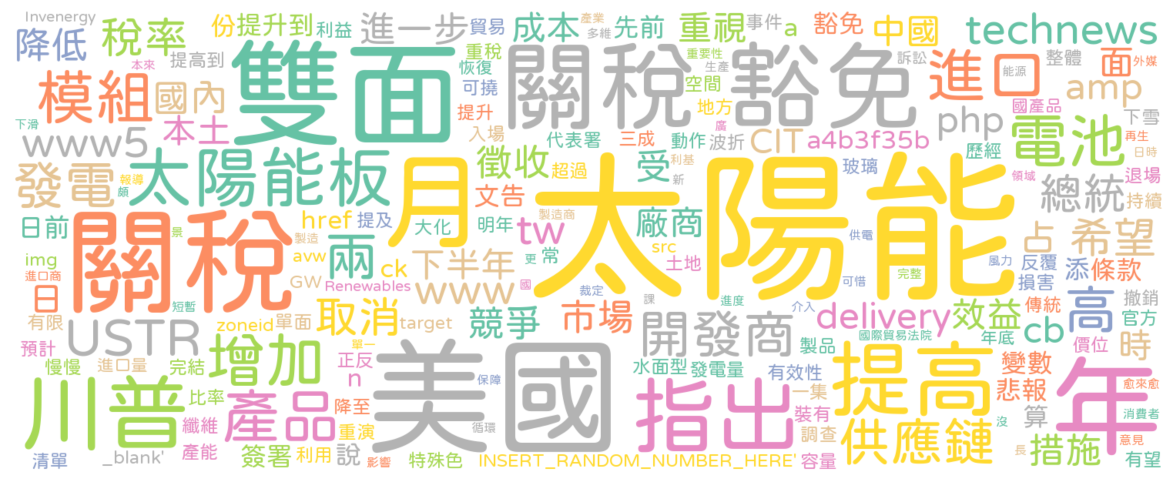 Invenergy 份 提升到 利益 進一步 貿易 成本 先前 重視 事件 a 豁免 中國 technews
降低 稅率 提高到 雙面 重稅 關稅豁免 產業 多維 訴訟 整體 面 外媒
本來 恢復 重要性 進口
模組 國內 可撓 空間 生產 能源 amp
提升 地方 國產品 下雪
www5 本土 入場 代表署 三成 動作 廣 波折 CIT a4b3f35b php 電池 再生
下滑 歷經 日時
發電 報導 頗 太陽能板 月 徵收 超過 受 利基 新 玻璃 領域 退場
太陽能 總統 持續
文告
日前 關稅 href 提及 大化 明年 製造商 tw 廠商 供電 占 希望
景 製造 兩 更 常 src 風力 反覆 添 條款
img avw ck 下半年 土地 可惜 完整 損害
進口商 日 GW Renewables 國 www 裁定 進度 撤銷
有限 短暫 zoneid 單面 取消 target 競爭 市場 課 介入 delivery 效益 cb 高 傳統 官方
USTR 開發商 國際貿易法院 年底 時 價位
預計 正反 單一 美國 製品
慢慢 進口量 完結 增加 n 水面型 發電量 有效性 變數 愈來愈
川普 比率 保障 指出 一集 提高 悲報 年 消費者
產品 降至 裝有 沒
纖維 重演 循環 調查 供應鏈 算 意見
清單 _blank' 產能 簽署 利用 說 影響 特殊色 INSERT_RANDOM_NUMBER_HERE' 容量 長 措施 有望